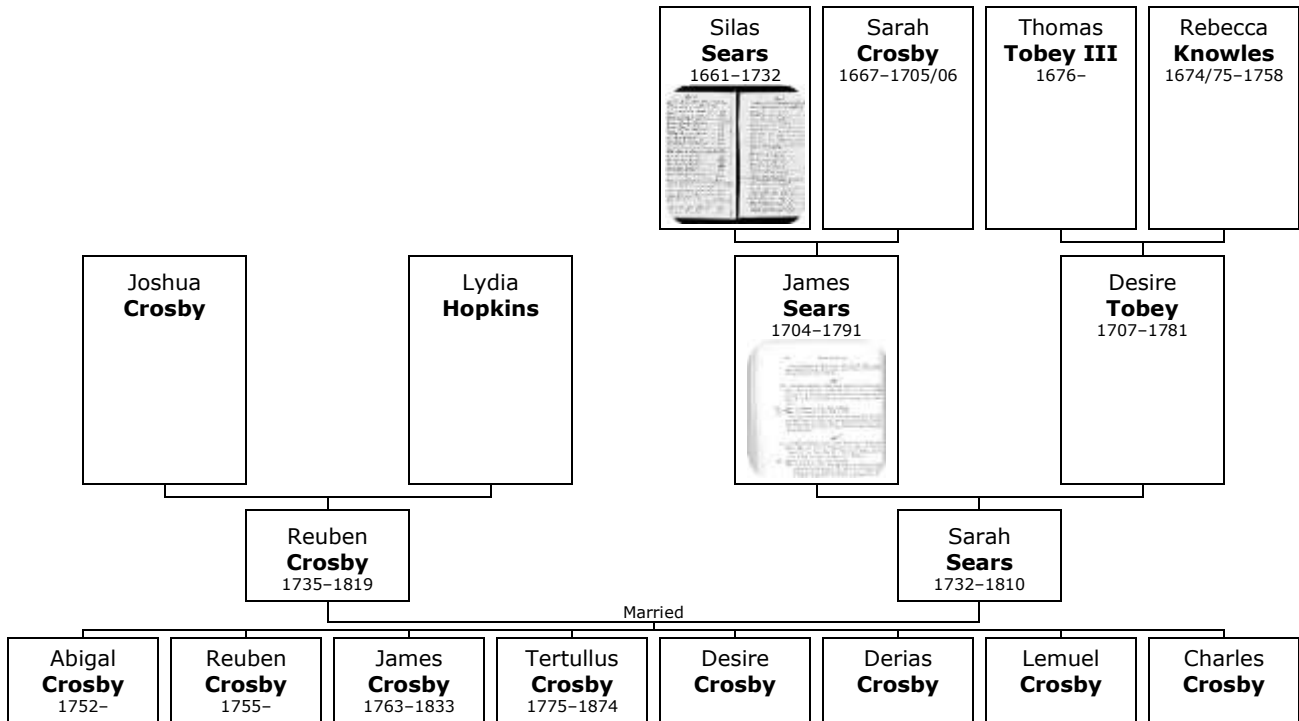 Silas
Sears
1661–1732
Sarah
Crosby
1667–1705/06
Thomas
Tobey III
1676–
Rebecca
Knowles
1674/75–1758
Joshua
Crosby
Lydia
Hopkins
James
Sears
1704–1791
Desire
Tobey
1707–1781
Reuben
Crosby
1735–1819
Sarah
Sears
1732–1810
Married
Abigal
Crosby
1752–
Reuben
Crosby
1755–
James
Crosby
1763–1833
Tertullus
Crosby
1775–1874
Desire
Crosby
Derias
Crosby
Lemuel
Crosby
Charles
Crosby